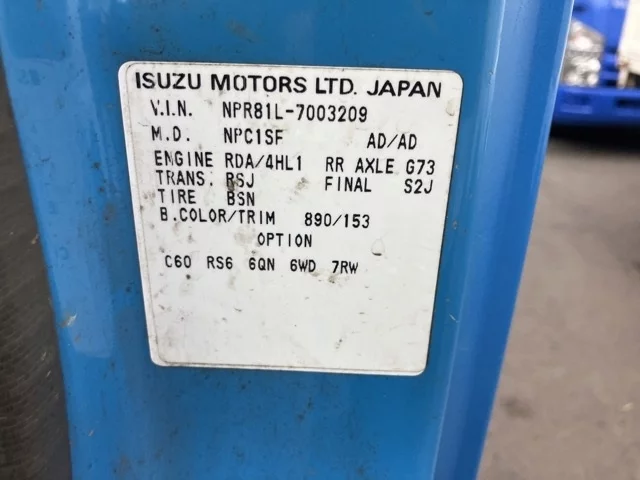 ISUZU MOTORS LTD. JAPAN
V.I.N. NPR81L-7003209
M.D. NPC1SF AD/AD
ENGINE RDA/4HL1 RR AXLE G73
TRANS. RSJ FINAL S2J
TIRE BSN
B.COLOR/TRIM 890/153
OPTION
C60 RS6 6QN 6WD 7RW